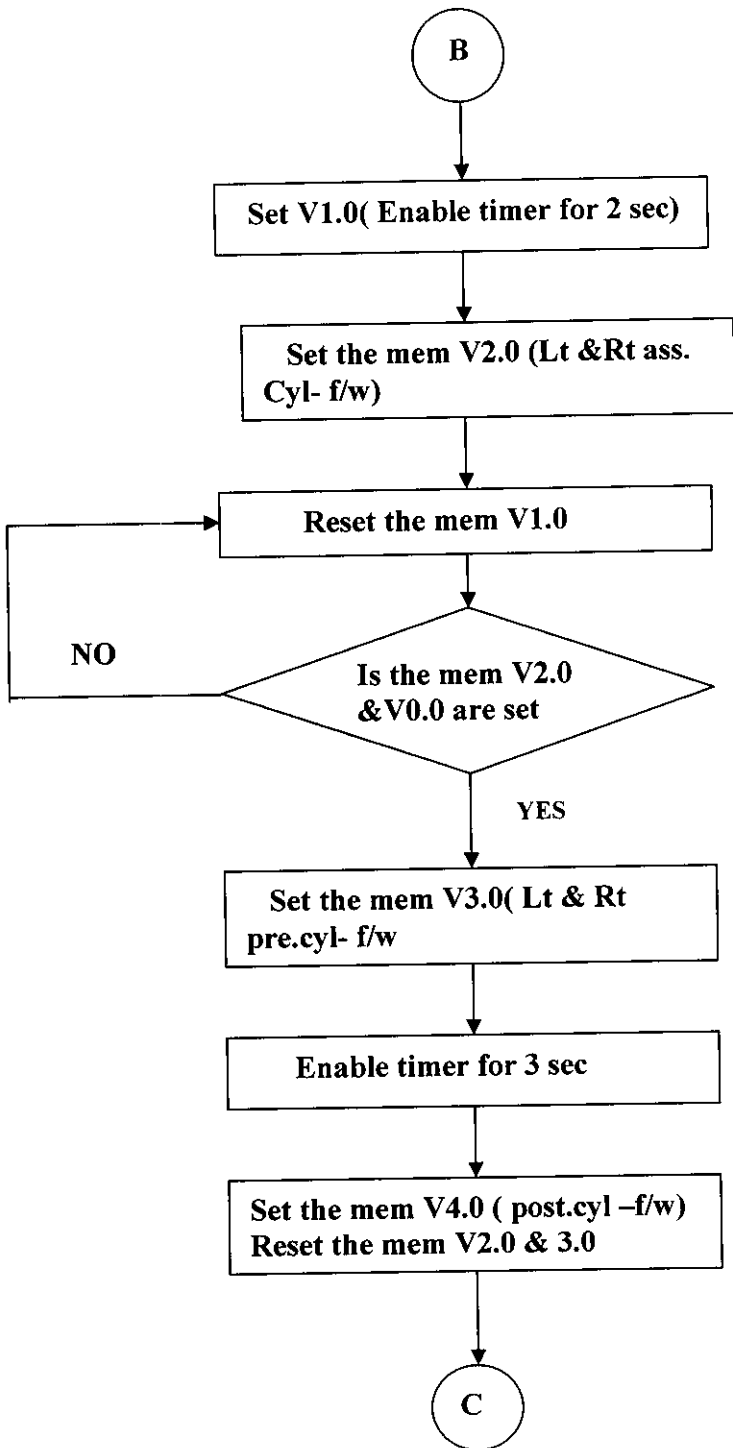 B
Set V1.0( Enable timer for 2 sec)
Set the mem V2.0 (Lt &Rt ass.
Cyl- f/w)
Reset the mem V1.0
NO
Is the mem V2.0
&V0.0 are set
YES
Set the mem V3.0( Lt & Rt
pre.cyl- f/w
Enable timer for 3 sec
Set the mem V4.0 ( post.cyl –f/w)
Reset the mem V2.0 & 3.0
C